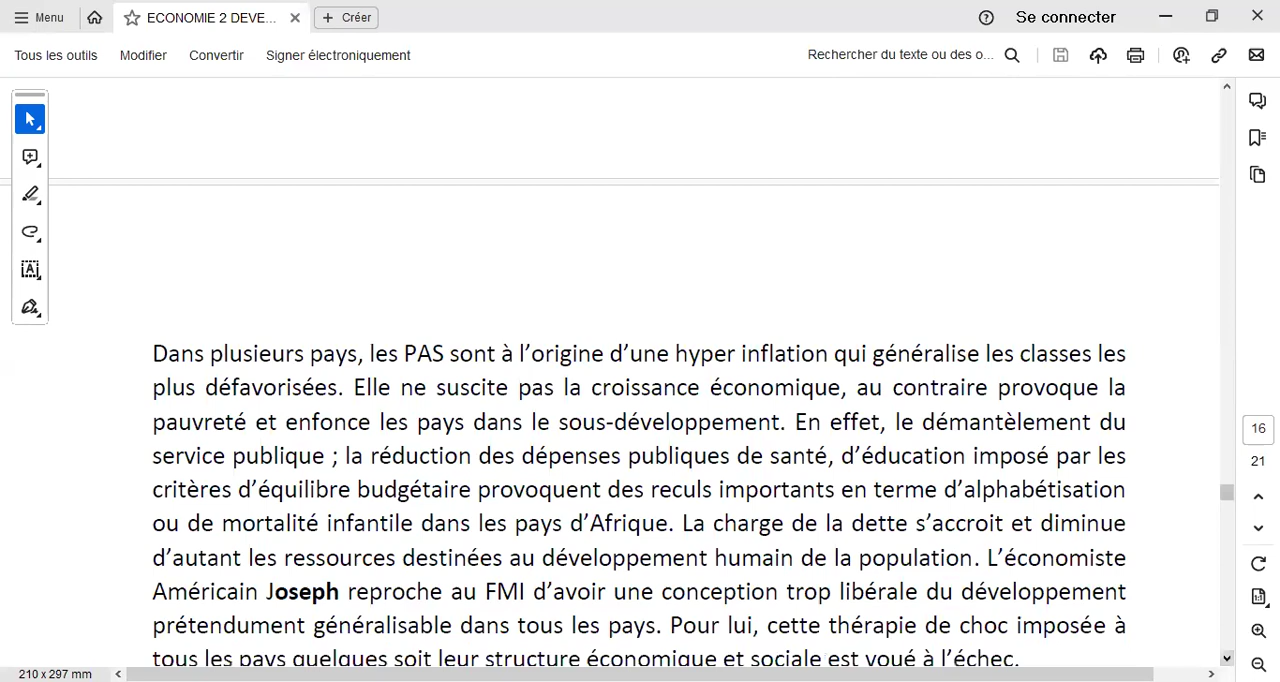 Menu
ECONOMIE 2 DEVE...
Créer
Se connecter
Tous les outils
Modifier
Convertir
Signer électroniquement
Rechercher du texte ou des o...
Dans plusieurs pays, les PAS sont à l’origine d’une hyper inflation qui généralise les classes les
plus défavorisées. Elle ne suscite pas la croissance économique, au contraire provoque la
pauvreté et enfonce les pays dans le sous-développement. En effet, le démantèlement du
service publique ; la réduction des dépenses publiques de santé, d’éducation imposé par les
critères d’équilibre budgétaire provoquent des reculs importants en terme d’alphabétisation
ou de mortalité infantile dans les pays d’Afrique. La charge de la dette s’accroit et diminue
d’autant les ressources destinées au développement humain de la population. L’économiste
Américain Joseph reproche au FMI d’avoir une conception trop libérale du développement
prétendument généralisable dans tous les pays. Pour lui, cette thérapie de choc imposée à
tous les pays quelques soit leur structure économique et sociale est voué à l’échec.
16
21
1:1
210 x 297 mm